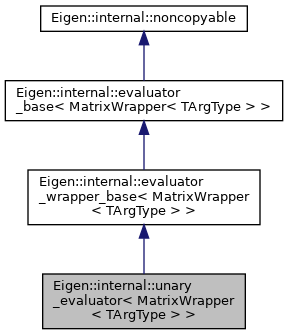 Eigen::internal::noncopyable
Eigen::internal::evaluator
_base< MatrixWrapper< TArgType > >
Eigen::internal::evaluator
_wrapper_base< MatrixWrapper
< TArgType > >
Eigen::internal::unary
_evaluator< MatrixWrapper
< TArgType > >